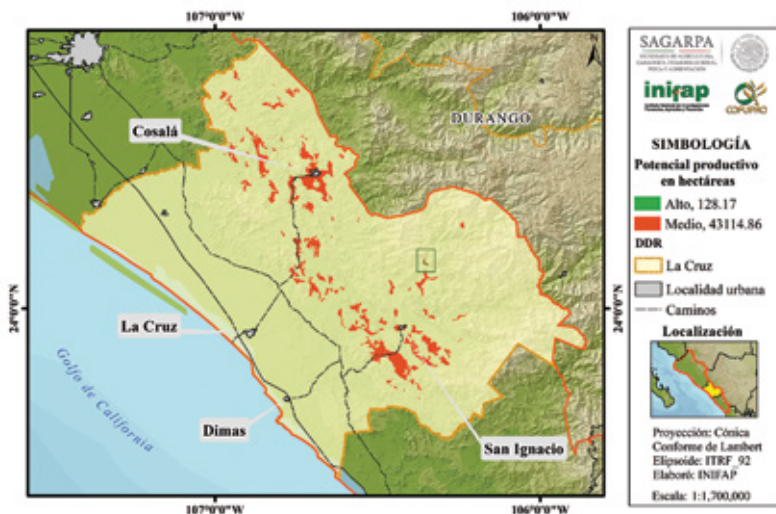 107°0'0"W
106°0'0"W
24°0'0"N
Cosalá
DURANGO
La Cruz
Dimas
San Ignacio
Golfo de California
107°0'0"W
106°0'0"W
24°0'0"N
N
SAGARPA
inifap
COFUPRO
SIMBOLOGÍA
Potencial productivo
en hectáreas
Alto, 128.17
Medio, 43114.86
DDR
La Cruz
Localidad urbana
Caminos
Localización
Proyección: Cónica
Conforme de Lambert
Elipsoide: ITRF_92
Elaboró: INIFAP
Escala: 1:1,700,000